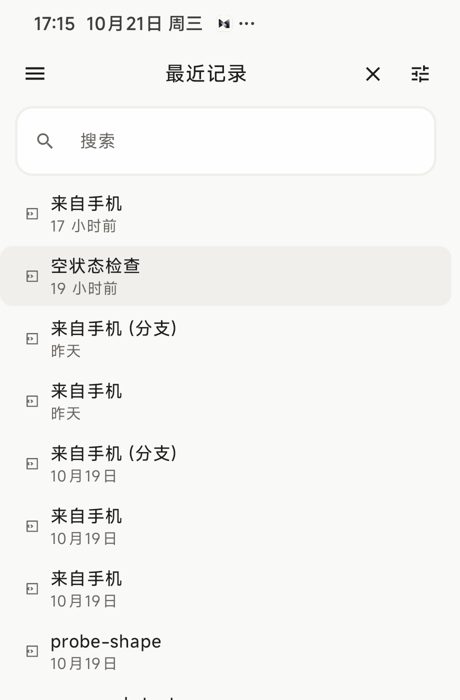 17:15 10月21日 周三 ···
最近记录
搜索
来自手机
17 小时前
空状态检查
19 小时前
来自手机 (分支)
昨天
来自手机
昨天
来自手机 (分支)
10月19日
来自手机
10月19日
来自手机
10月19日
probe-shape
10月19日